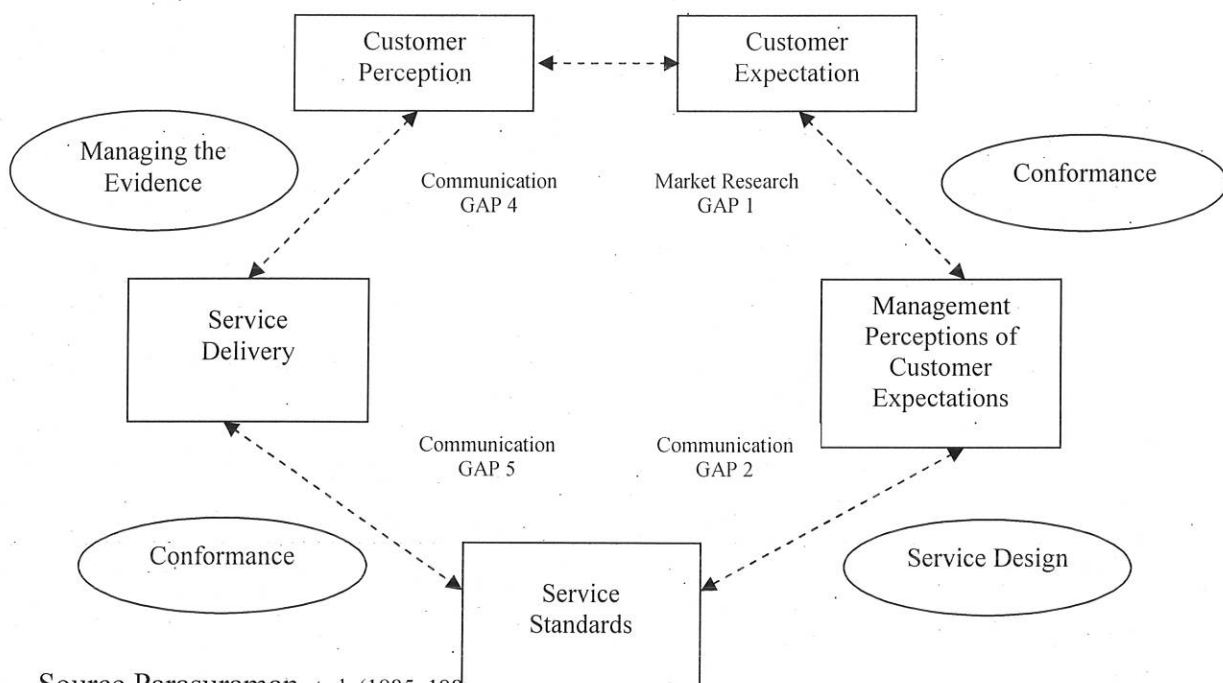 Customer
Perception
Customer
Expectation
Managing the
Evidence
Communication
GAP 4
Market Research
GAP 1
Conformance
Service
Delivery
Management
Perceptions of
Customer
Expectations
Communication
GAP 5
Communication
GAP 2
Conformance
Service Design
Service
Standards
Source Parasuraman